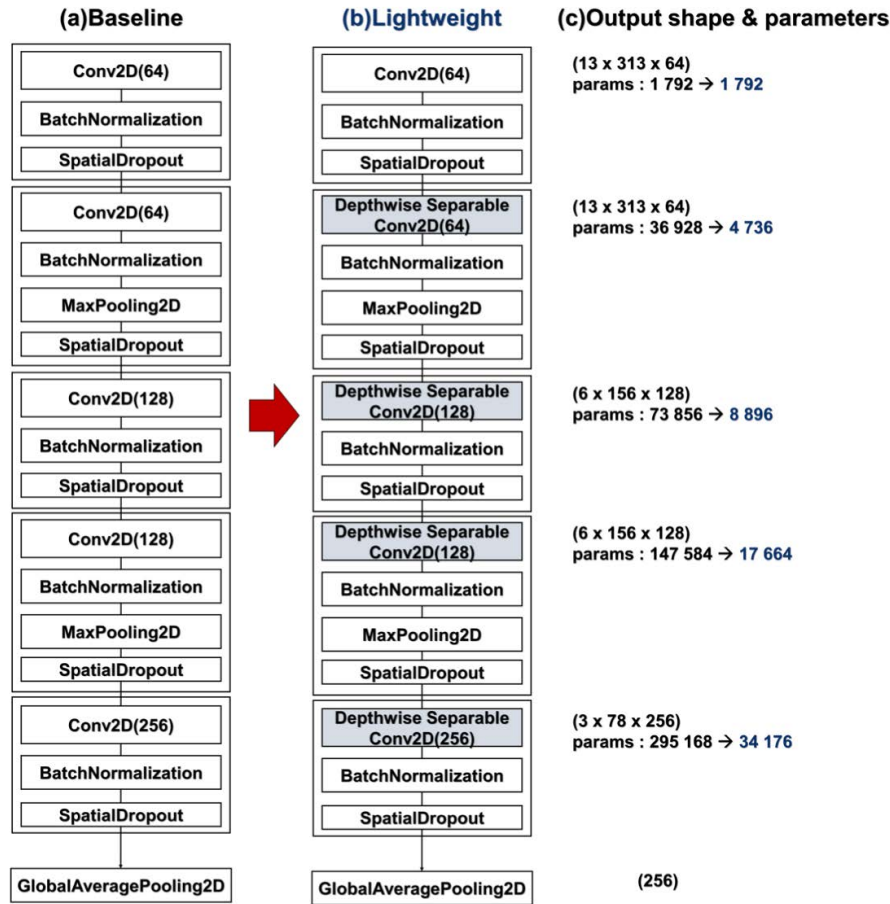 (a)Baseline
Conv2D(64)
BatchNormalization
SpatialDropout
Conv2D(64)
BatchNormalization
MaxPooling2D
SpatialDropout
Conv2D(128)
BatchNormalization
SpatialDropout
Conv2D(128)
BatchNormalization
MaxPooling2D
SpatialDropout
Conv2D(256)
BatchNormalization
SpatialDropout
GlobalAveragePooling2D
(b)Lightweight
Conv2D(64)
BatchNormalization
SpatialDropout
Depthwise Separable
Conv2D(64)
BatchNormalization
MaxPooling2D
SpatialDropout
Depthwise Separable
Conv2D(128)
BatchNormalization
SpatialDropout
Depthwise Separable
Conv2D(128)
BatchNormalization
MaxPooling2D
SpatialDropout
Depthwise Separable
Conv2D(256)
BatchNormalization
SpatialDropout
GlobalAveragePooling2D
(c)Output shape & parameters
(13 x 313 x 64)
params : 1 792 → 1 792
(13 x 313 x 64)
params : 36 928 → 4 736
(6 x 156 x 128)
params : 73 856 → 8 896
(6 x 156 x 128)
params : 147 584 → 17 664
(3 x 78 x 256)
params : 295 168 → 34 176
(256)